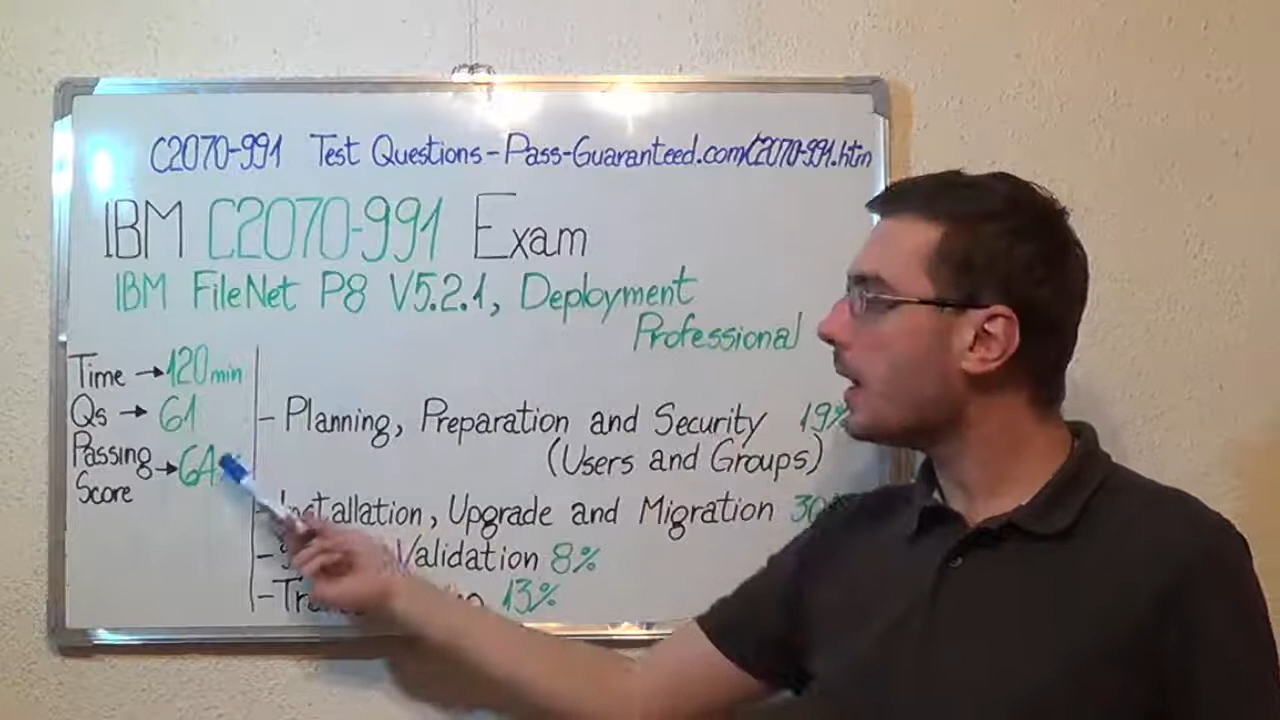 C2070-991 Test Questions-Pass-Guaranteed.com/C2070-991.htm
IBM C2070-991 Exam
IBM FileNet P8 V5.2.1, Deployment
Professional
Time → 120 min
Qs → 61
Passing → 64%
Score
- Planning, Preparation and Security 19%
(Users and Groups)
- Installation, Upgrade and Migration
- Validation 8%
- 13%